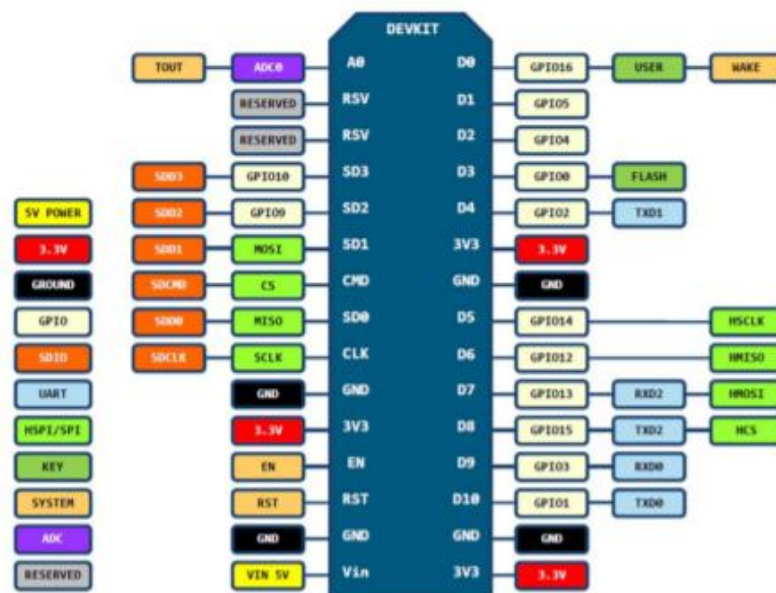 DEVKIT
TOUT ADC0 A0 D0 GPIO16 USER WAKE
RESERVED RSV D1 GPIO5
RESERVED RSV D2 GPIO4
SDD3 GPIO10 SD3 D3 GPIO0 FLASH
5V POWER SDD2 GPIO9 SD2 D4 GPIO2 TXD1
3.3V SDD1 MOSI SD1 3V3 3.3V
GROUND SDCMD CS CMD GND GND
GPIO SDD0 MISO SD0 D5 GPIO14 HSCLK
SDIO SDCLK SCLK CLK D6 GPIO12 HMISO
UART GND GND D7 GPIO13 RXD2 HMOSI
HSPI/SPI 3.3V 3V3 D8 GPIO15 TXD2 HCS
KEY EN EN D9 GPIO3 RXD0
SYSTEM RST RST D10 GPIO1 TXD0
ADC GND GND GND GND
RESERVED VIN 5V Vin 3V3 3.3V